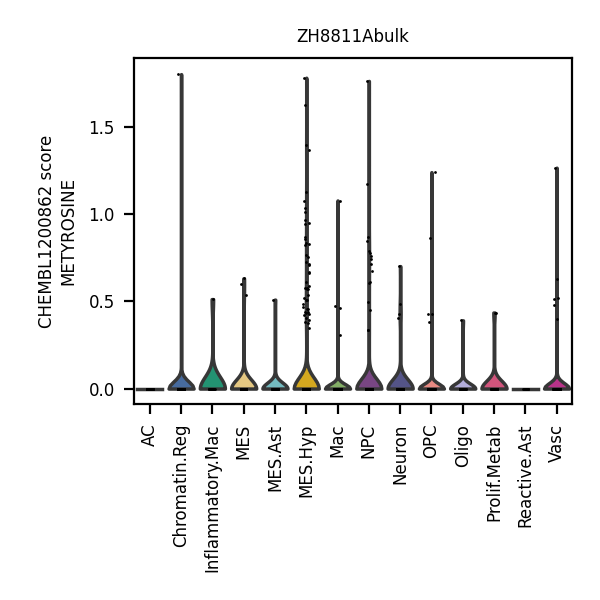 ZH8811Abulk
CHEMBL1200862 score
METYROSINE
1.5
1.0
0.5
0.0
AC
Chromatin.Reg
Inflammatory.Mac
MES
MES.Ast
MES.Hyp
Mac
NPC
Neuron
OPC
Oligo
Prolif.Metab
Reactive.Ast
Vasc